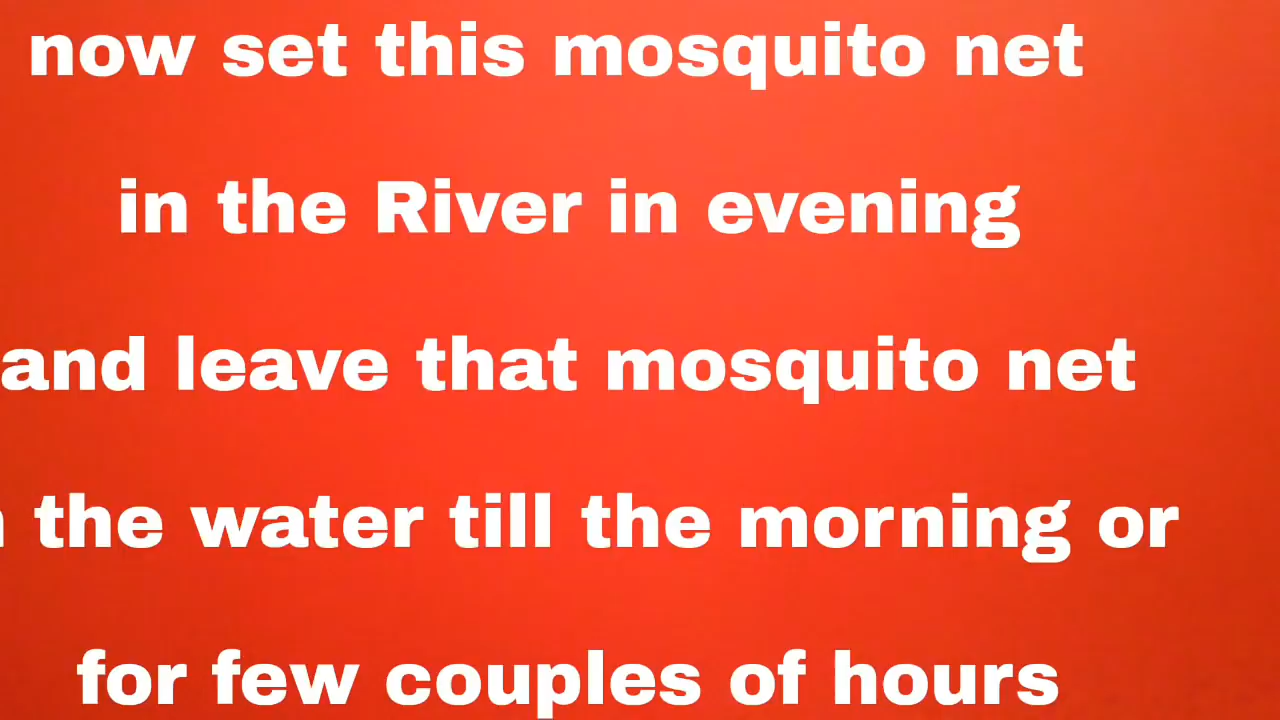 now set this mosquito net
in the River in evening
and leave that mosquito net
the water till the morning or
for few couples of hours